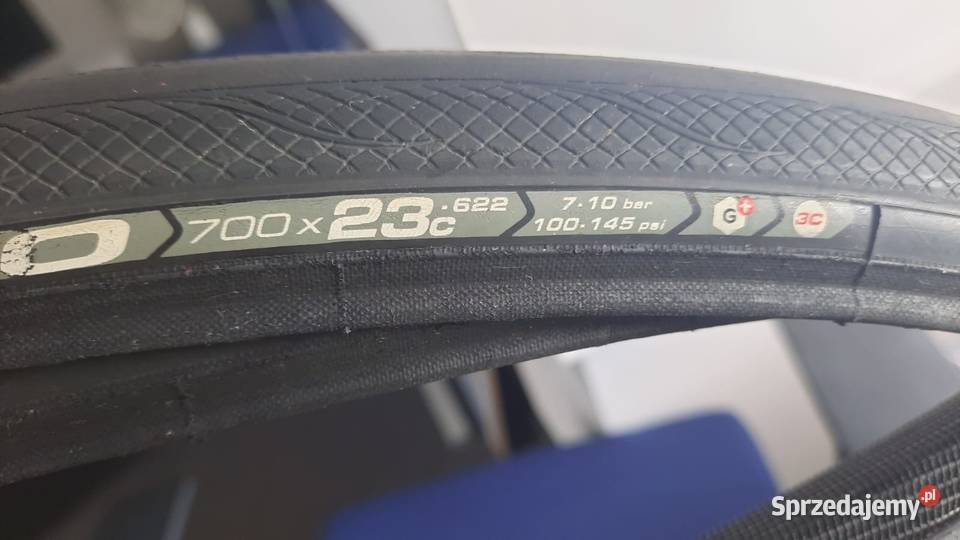 O 700 x 23c -622
7-10 bar
100-145 psi
G+
3C
Sprzedajemy.pl